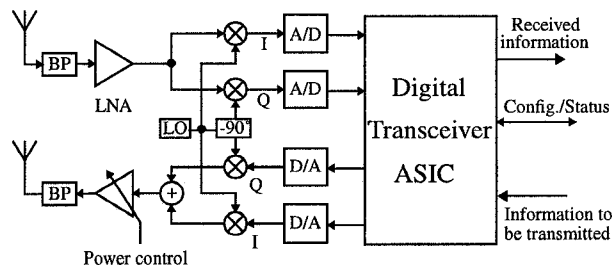 BP
LNA
I
A/D
Q
A/D
LO
-90°
Q
D/A
I
D/A
BP
+
Power control
Digital
Transceiver
ASIC
Received
information
Config./Status
Information to
be transmitted